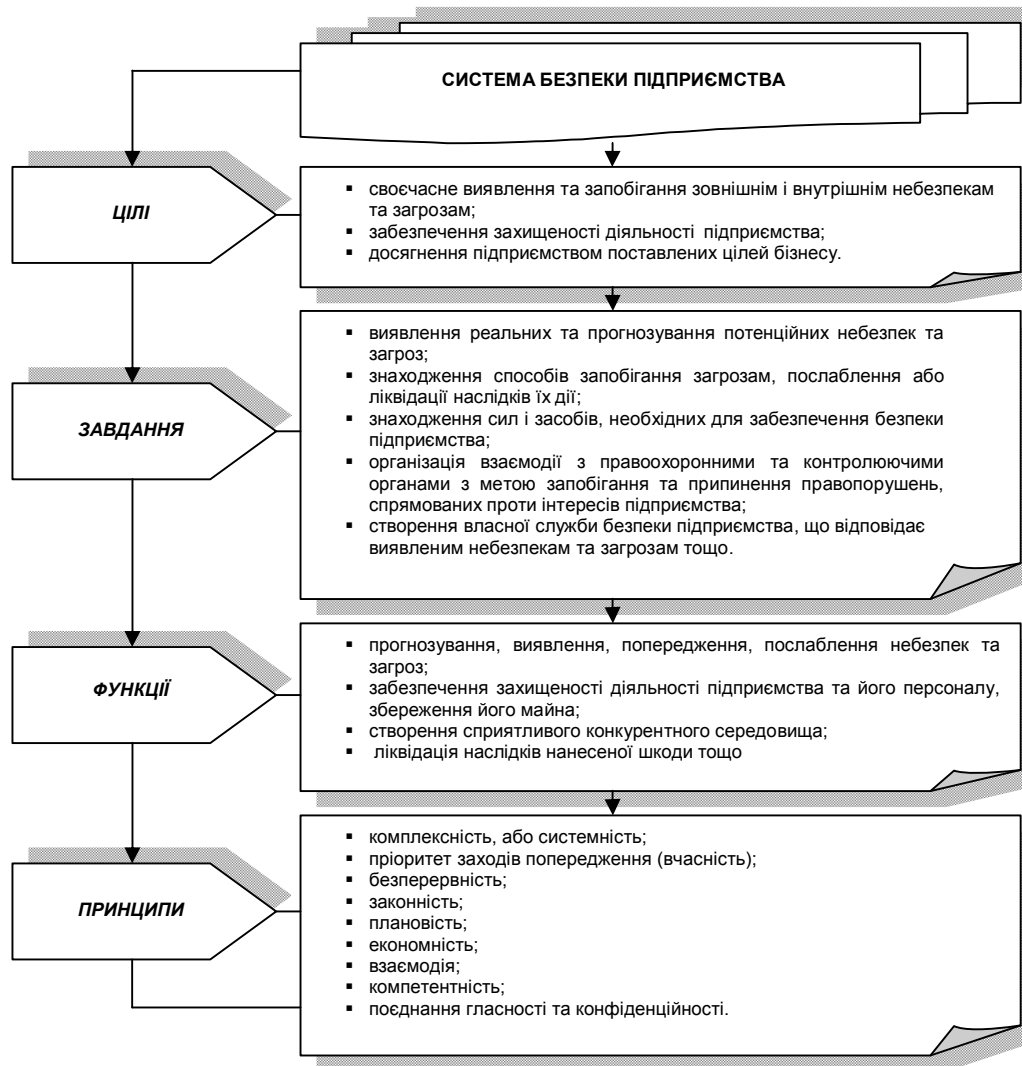 СИСТЕМА БЕЗПЕКИ ПІДПРИЄМСТВА
ЦІЛІ
▪ своєчасне виявлення та запобігання зовнішнім і внутрішнім небезпекам
та загрозам;
▪ забезпечення захищеності діяльності підприємства;
▪ досягнення підприємством поставлених цілей бізнесу.
ЗАВДАННЯ
▪ виявлення реальних та прогнозування потенційних небезпек та
загроз;
▪ знаходження способів запобігання загрозам, послаблення або
ліквідації наслідків їх дії;
▪ знаходження сил і засобів, необхідних для забезпечення безпеки
підприємства;
▪ організація взаємодії з правоохоронними та контролюючими
органами з метою запобігання та припинення правопорушень,
спрямованих проти інтересів підприємства;
▪ створення власної служби безпеки підприємства, що відповідає
виявленим небезпекам та загрозам тощо.
ФУНКЦІЇ
▪ прогнозування, виявлення, попередження, послаблення небезпек та
загроз;
▪ забезпечення захищеності діяльності підприємства та його персоналу,
збереження його майна;
▪ створення сприятливого конкурентного середовища;
▪ ліквідація наслідків нанесеної шкоди тощо
ПРИНЦИПИ
▪ комплексність, або системність;
▪ пріоритет заходів попередження (вчасність);
▪ безперервність;
▪ законність;
▪ плановість;
▪ економність;
▪ взаємодія;
▪ компетентність;
▪ поєднання гласності та конфіденційності.